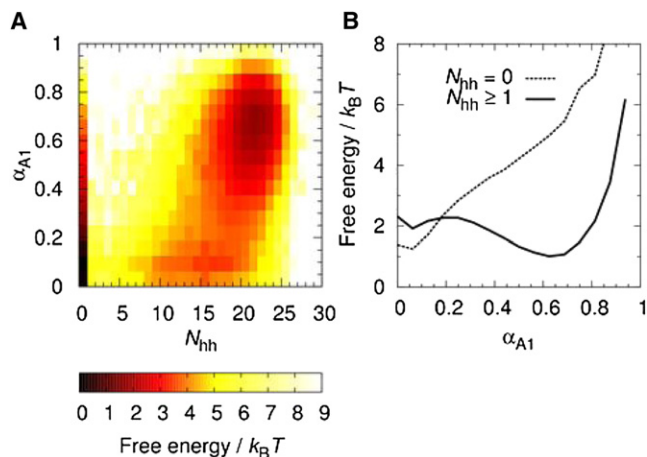 A
B
1
0.8
0.6
0.4
0.2
0
α_A1
0 5 10 15 20 25 30
N_hh
0 1 2 3 4 5 6 7 8 9
Free energy / k_B T
8
6
4
2
0
Free energy / k_B T
N_hh = 0
N_hh ≥ 1
0 0.2 0.4 0.6 0.8 1
α_A1